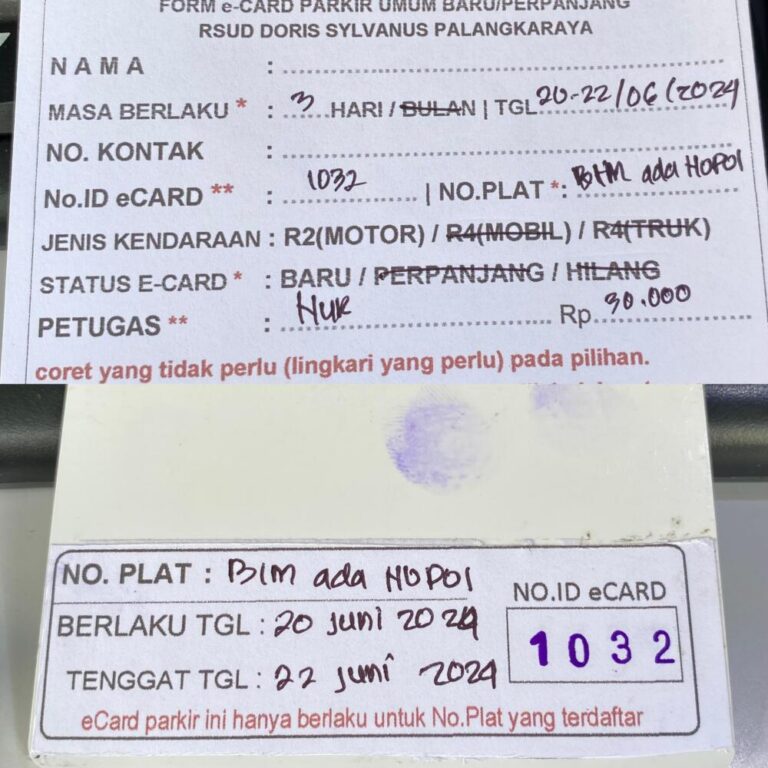 FORM e-CARD PARKIR UMUM BARU/PERPANJANG
RSUD DORIS SYLVANUS PALANGKARAYA
NAMA :
MASA BERLAKU * : 3 HARI / BULAN | TGL 20-22/06/2024
NO. KONTAK :
No.ID eCARD ** : 1032 | NO.PLAT *: BLM ada NOPOL
JENIS KENDARAAN : R2(MOTOR) / R4(MOBIL) / R4(TRUK)
STATUS E-CARD * : BARU / PERPANJANG / HILANG
PETUGAS ** : NUR Rp 30.000
coret yang tidak perlu (lingkari yang perlu) pada pilihan.
NO. PLAT : BLM ada NOPOL
BERLAKU TGL : 20 juni 2024
TENGGAT TGL : 22 juni 2024
NO.ID eCARD
1032
eCard parkir ini hanya berlaku untuk No.Plat yang terdaftar